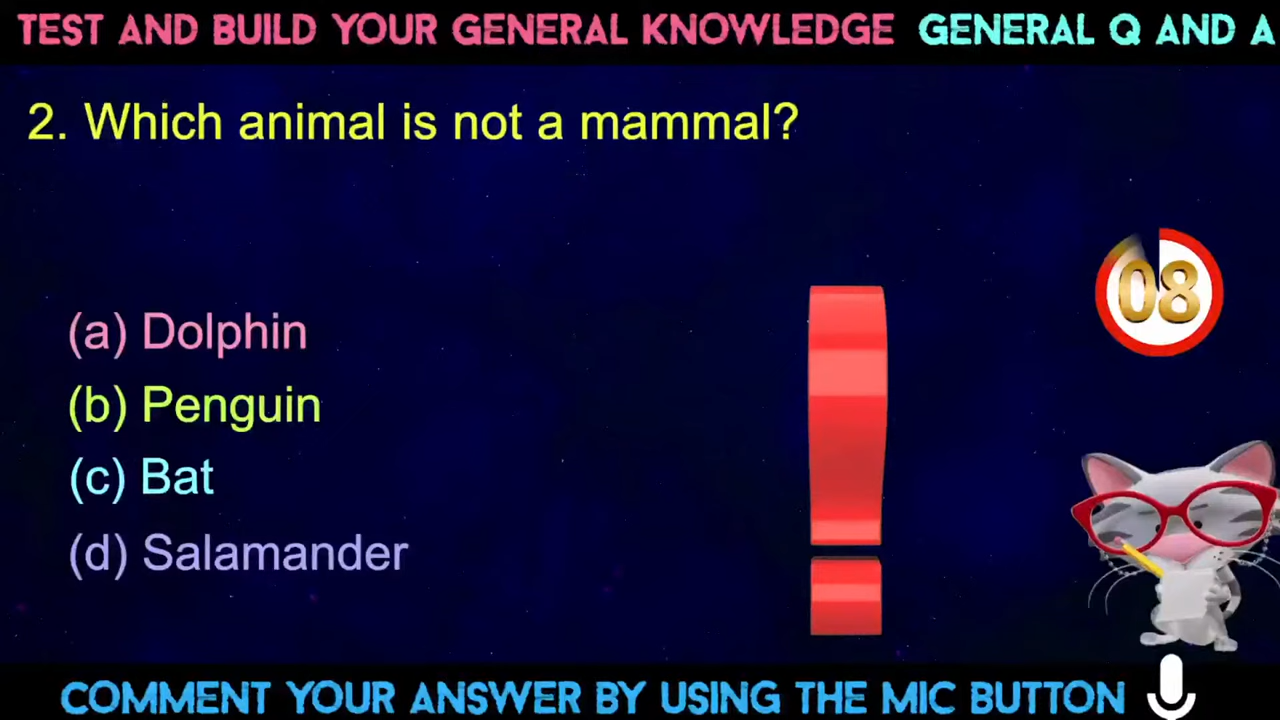 TEST AND BUILD YOUR GENERAL KNOWLEDGE GENERAL Q AND A
2. Which animal is not a mammal?
08
(a) Dolphin
(b) Penguin
(c) Bat
(d) Salamander
COMMENT YOUR ANSWER BY USING THE MIC BUTTON